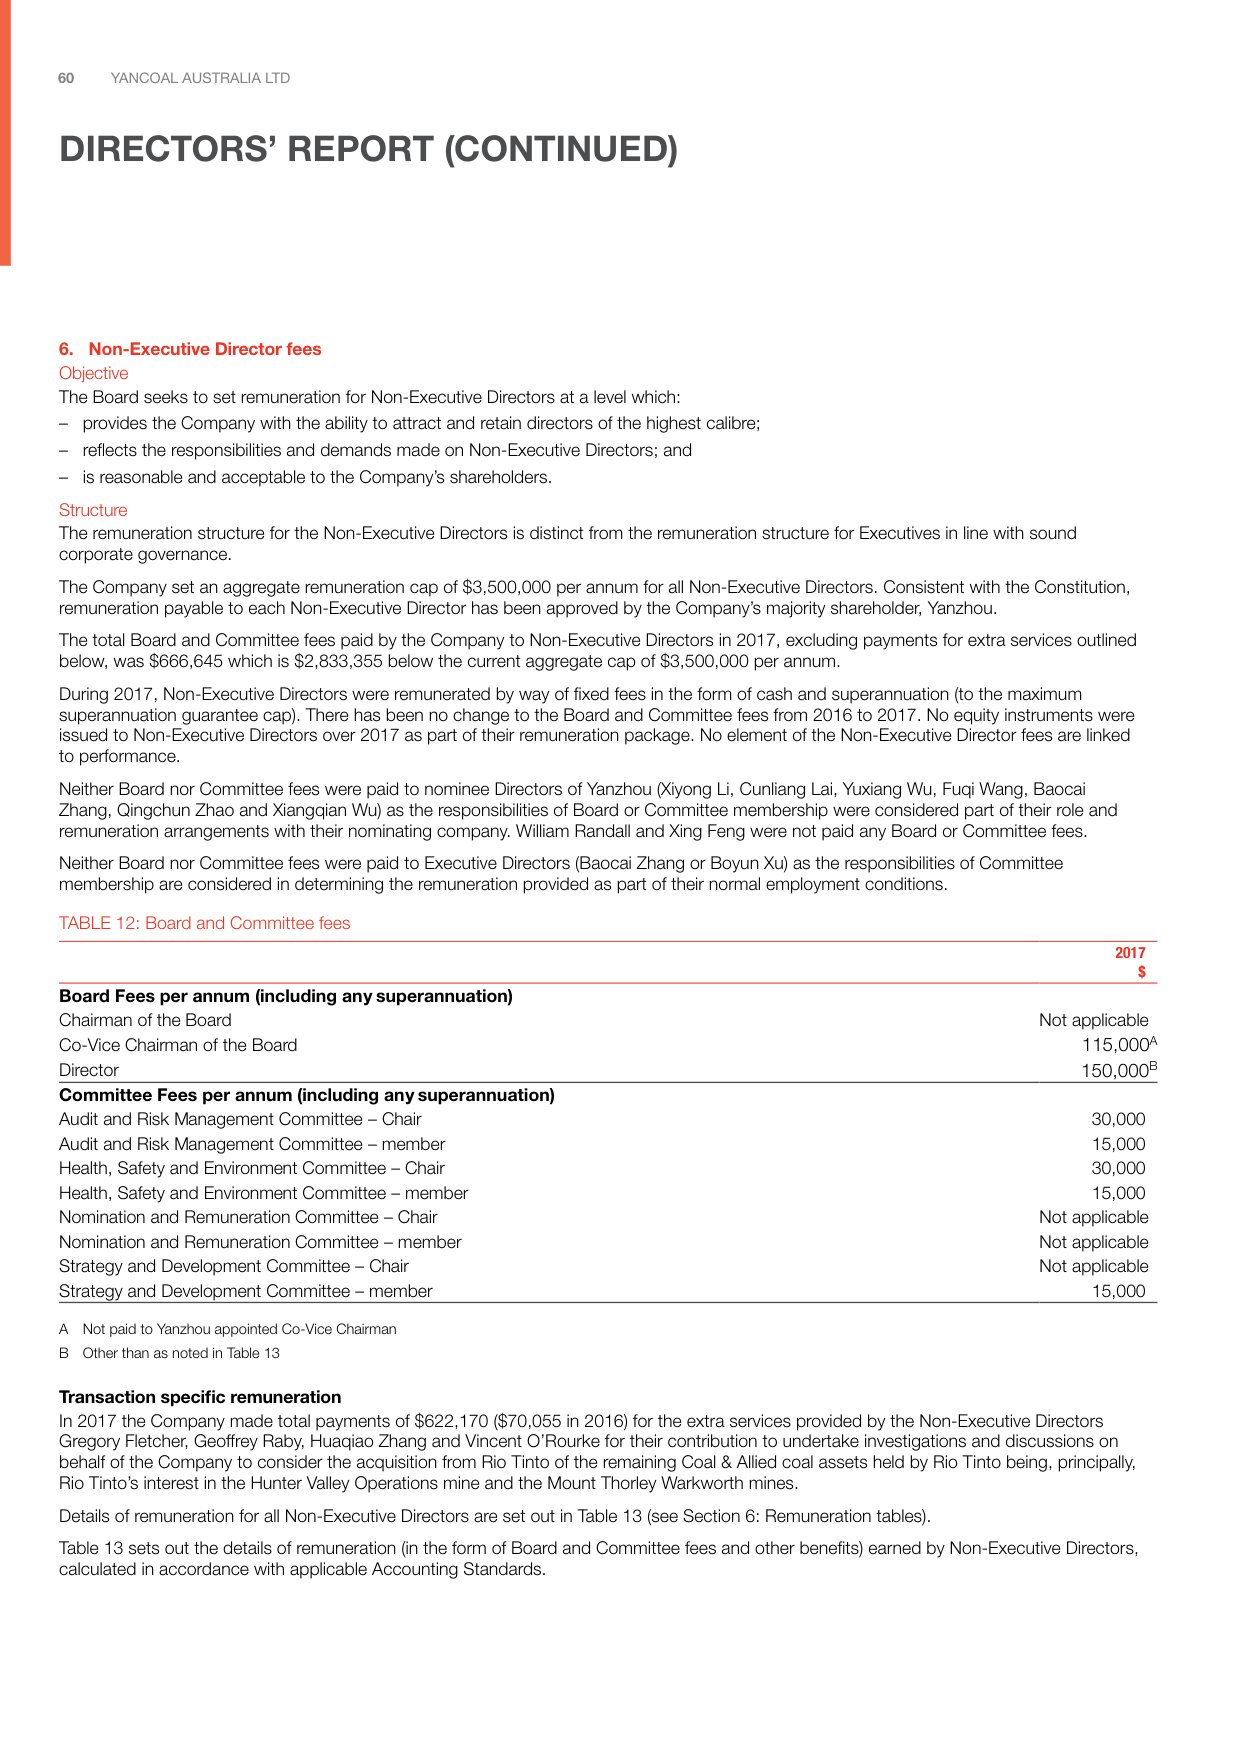 60 YANCOAL AUSTRALIA LTD
DIRECTORS’ REPORT (CONTINUED)
6. Non-Executive Director fees
Objective
The Board seeks to set remuneration for Non-Executive Directors at a level which:
– provides the Company with the ability to attract and retain directors of the highest calibre;
– reflects the responsibilities and demands made on Non-Executive Directors; and
– is reasonable and acceptable to the Company’s shareholders.
Structure
The remuneration structure for the Non-Executive Directors is distinct from the remuneration structure for Executives in line with sound
corporate governance.
The Company set an aggregate remuneration cap of $3,500,000 per annum for all Non-Executive Directors. Consistent with the Constitution,
remuneration payable to each Non-Executive Director has been approved by the Company’s majority shareholder, Yanzhou.
The total Board and Committee fees paid by the Company to Non-Executive Directors in 2017, excluding payments for extra services outlined
below, was $666,645 which is $2,833,355 below the current aggregate cap of $3,500,000 per annum.
During 2017, Non-Executive Directors were remunerated by way of fixed fees in the form of cash and superannuation (to the maximum
superannuation guarantee cap). There has been no change to the Board and Committee fees from 2016 to 2017. No equity instruments were
issued to Non-Executive Directors over 2017 as part of their remuneration package. No element of the Non-Executive Director fees are linked
to performance.
Neither Board nor Committee fees were paid to nominee Directors of Yanzhou (Xiyong Li, Cunliang Lai, Yuxiang Wu, Fuqi Wang, Baocai
Zhang, Qingchun Zhao and Xiangqian Wu) as the responsibilities of Board or Committee membership were considered part of their role and
remuneration arrangements with their nominating company. William Randall and Xing Feng were not paid any Board or Committee fees.
Neither Board nor Committee fees were paid to Executive Directors (Baocai Zhang or Boyun Xu) as the responsibilities of Committee
membership are considered in determining the remuneration provided as part of their normal employment conditions.
TABLE 12: Board and Committee fees
2017
$
Board Fees per annum (including any superannuation)
Chairman of the Board Not applicable
Co-Vice Chairman of the Board 115,000A
Director 150,000B
Committee Fees per annum (including any superannuation)
Audit and Risk Management Committee – Chair 30,000
Audit and Risk Management Committee – member 15,000
Health, Safety and Environment Committee – Chair 30,000
Health, Safety and Environment Committee – member 15,000
Nomination and Remuneration Committee – Chair Not applicable
Nomination and Remuneration Committee – member Not applicable
Strategy and Development Committee – Chair Not applicable
Strategy and Development Committee – member 15,000
A Not paid to Yanzhou appointed Co-Vice Chairman
B Other than as noted in Table 13
Transaction specific remuneration
In 2017 the Company made total payments of $622,170 ($70,055 in 2016) for the extra services provided by the Non-Executive Directors
Gregory Fletcher, Geoffrey Raby, Huaqiao Zhang and Vincent O’Rourke for their contribution to undertake investigations and discussions on
behalf of the Company to consider the acquisition from Rio Tinto of the remaining Coal & Allied coal assets held by Rio Tinto being, principally,
Rio Tinto’s interest in the Hunter Valley Operations mine and the Mount Thorley Warkworth mines.
Details of remuneration for all Non-Executive Directors are set out in Table 13 (see Section 6: Remuneration tables).
Table 13 sets out the details of remuneration (in the form of Board and Committee fees and other benefits) earned by Non-Executive Directors,
calculated in accordance with applicable Accounting Standards.